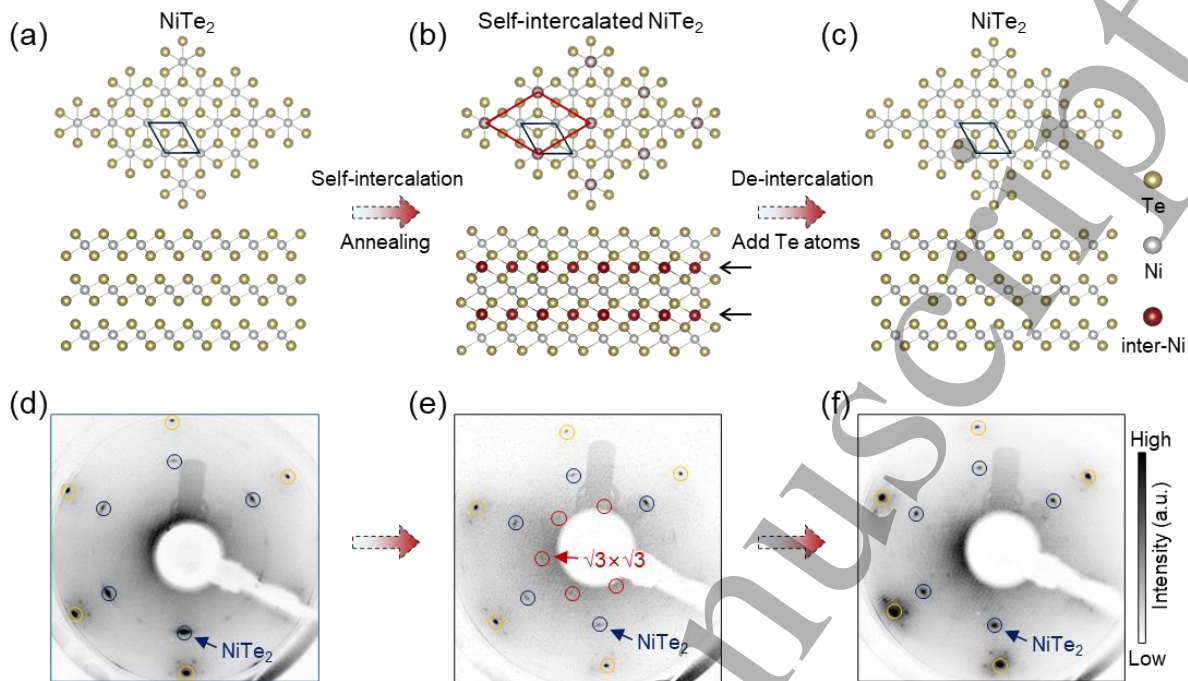 (a) NiTe₂
(b) Self-intercalated NiTe₂
(c) NiTe₂
Self-intercalation
Annealing
De-intercalation
Add Te atoms
Te
Ni
inter-Ni
(d)
(e)
(f)
NiTe₂
√3×√3
NiTe₂
NiTe₂
High
Intensity (a.u.)
Low